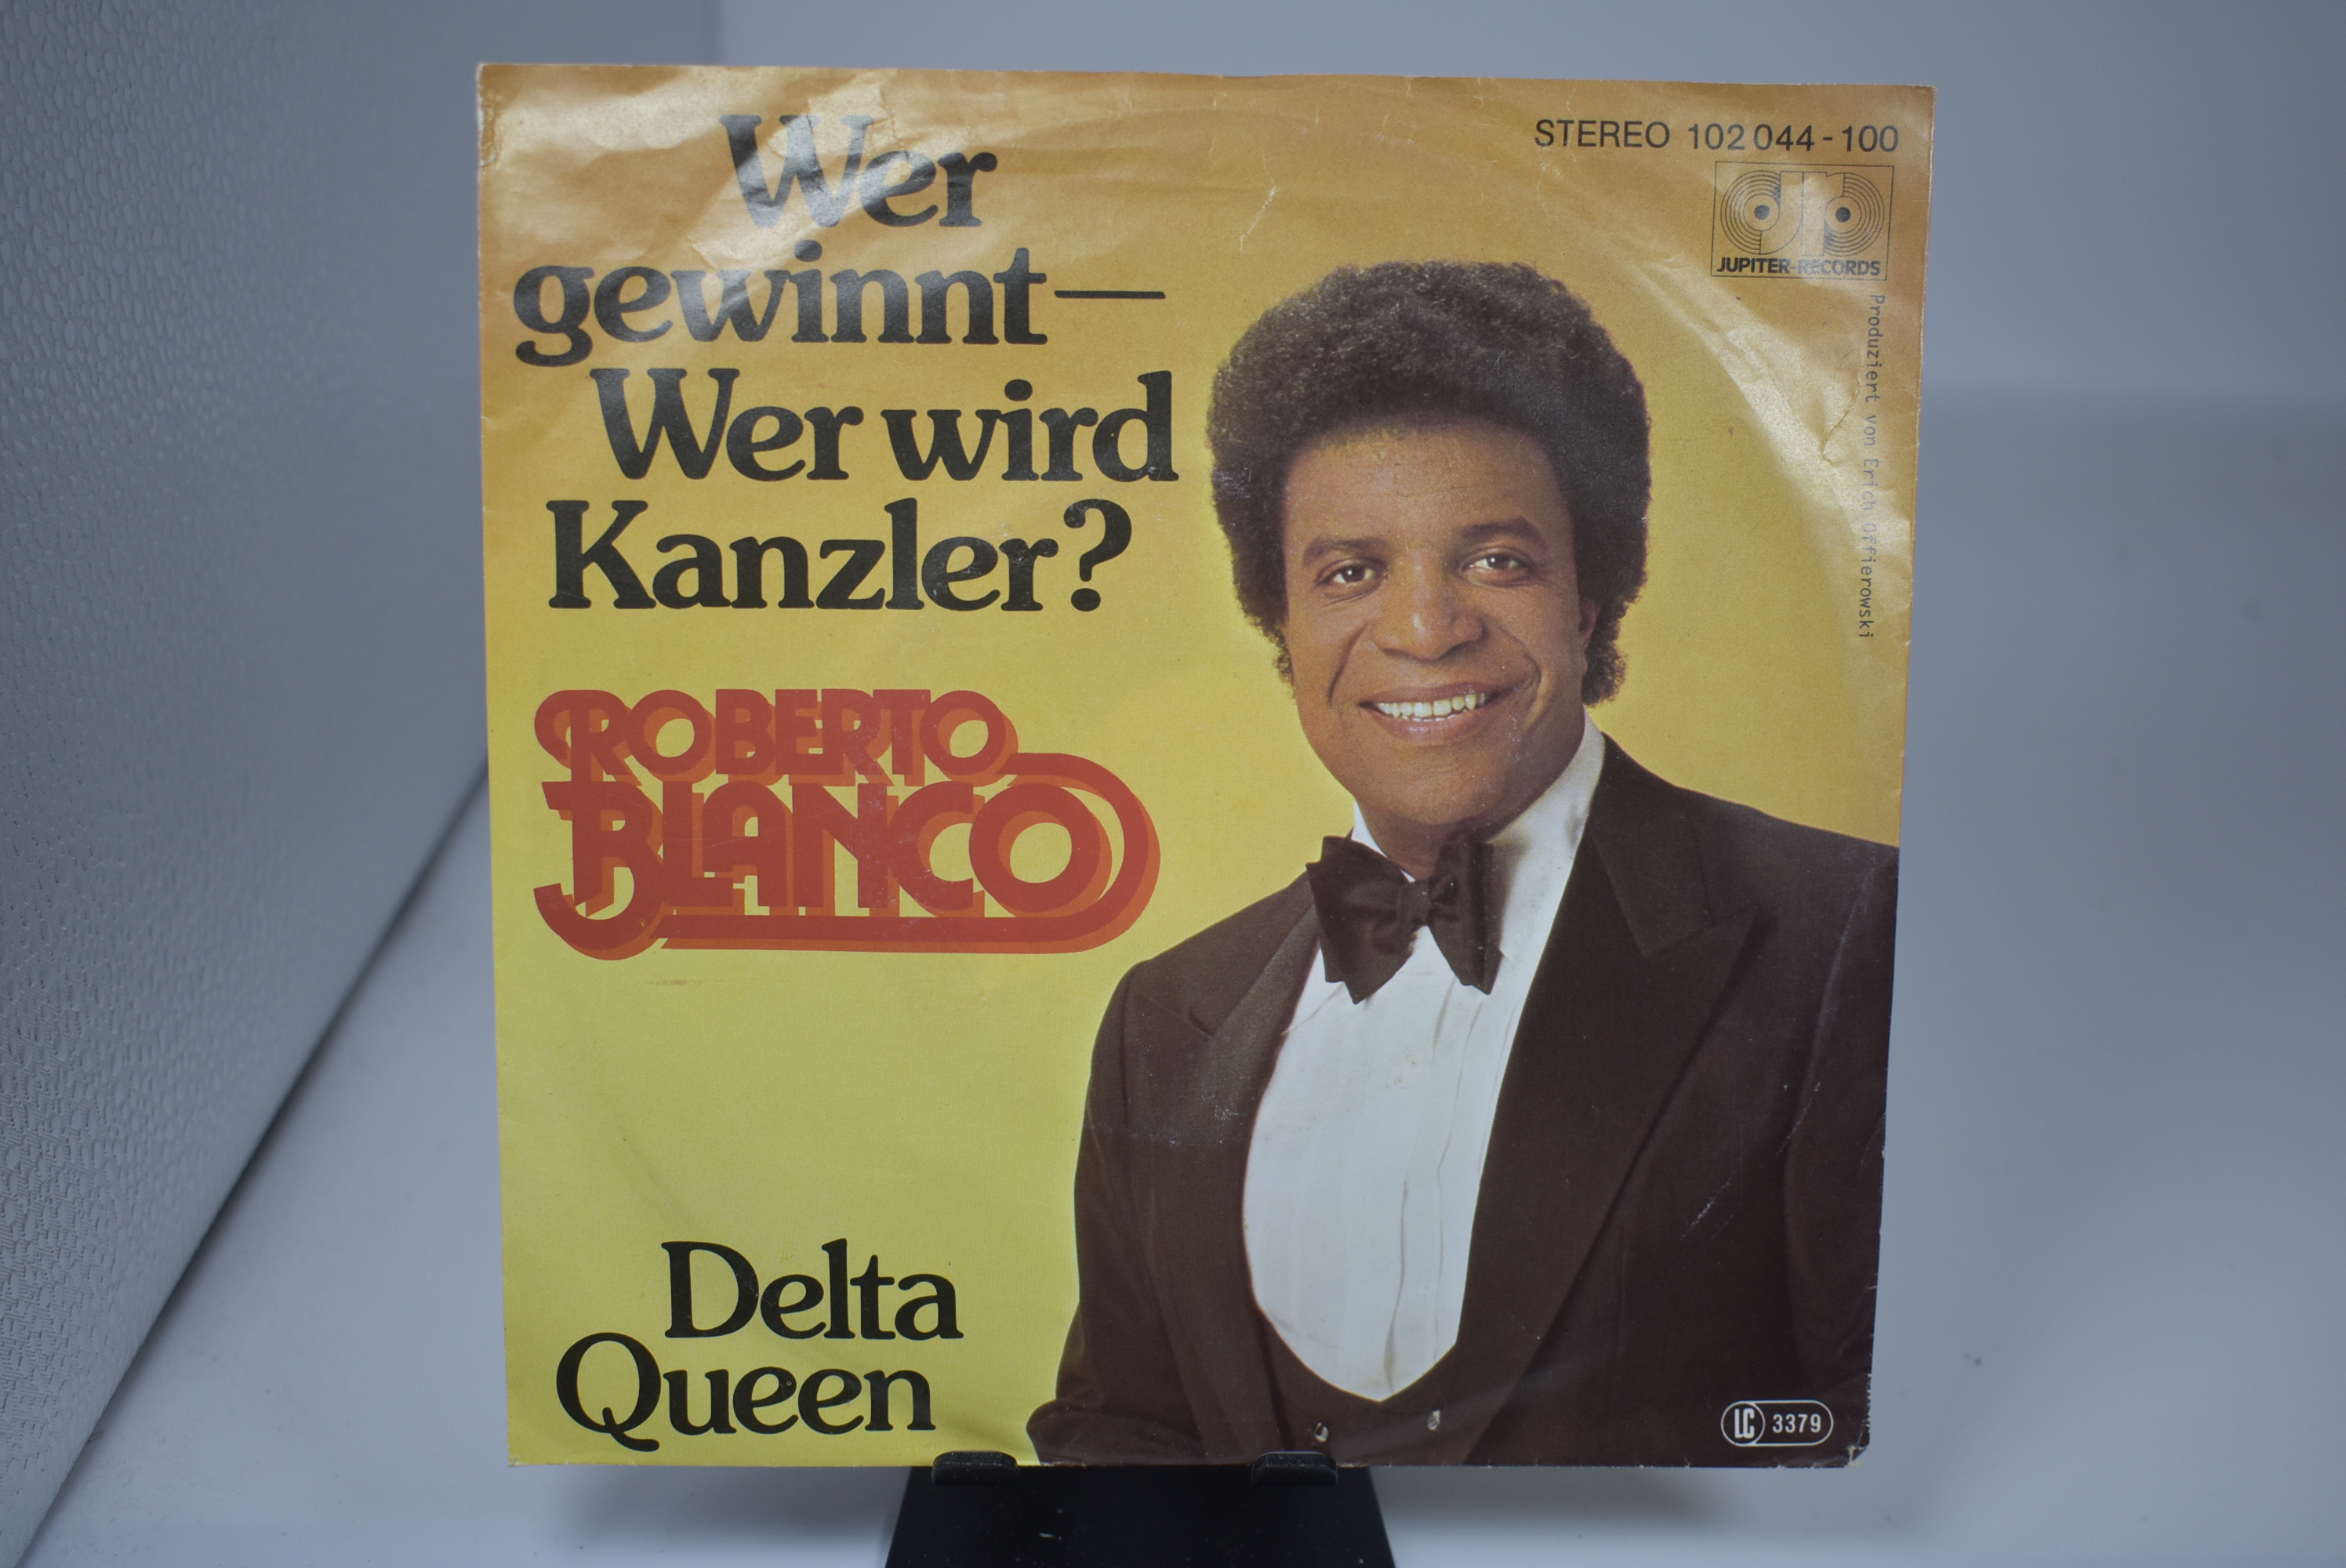 Wer
gewinnt—
Wer wird
Kanzler?
STEREO 102 044-100
jr
JUPITER-RECORDS
Produziert von Erich Offierowski
ROBERTO
BLANCO
Delta
Queen
LC 3379